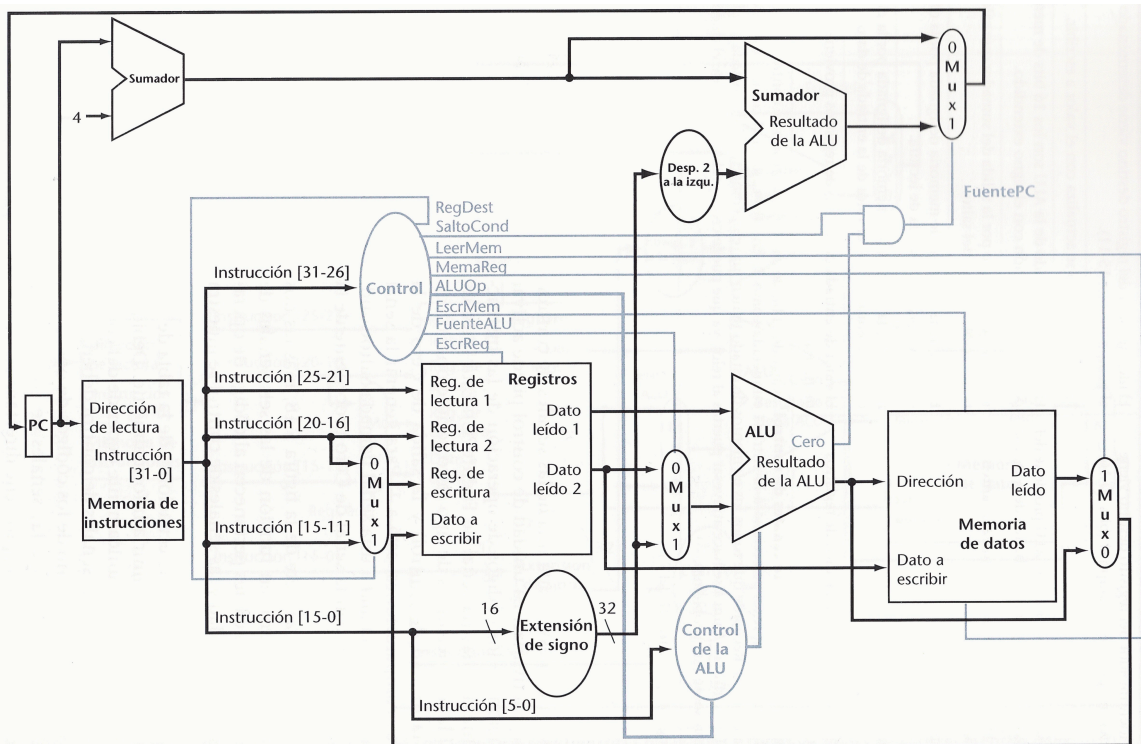 Sumador
4
0
M
u
x
1
Sumador
Resultado
de la ALU
Desp. 2
a la izqu.
FuentePC
RegDest
SaltoCond
LeerMem
MemaReq
ALUOp
EscrMem
FuenteALU
EscrReq
Control
Instrucción [31-26]
Instrucción [25-21]
Instrucción [20-16]
Instrucción [15-11]
Instrucción [15-0]
Instrucción [5-0]
PC
Dirección
de lectura
Instrucción
[31-0]
Memoria de
instrucciones
0
M
u
x
1
Registros
Reg. de
lectura 1
Reg. de
lectura 2
Reg. de
escritura
Dato a
escribir
Dato
leído 1
Dato
leído 2
0
M
u
x
1
ALU
Cero
Resultado
de la ALU
Dirección
Dato
leído
Memoria
de datos
Dato a
escribir
1
M
u
x
0
16
Extensión
de signo
32
Control
de la
ALU